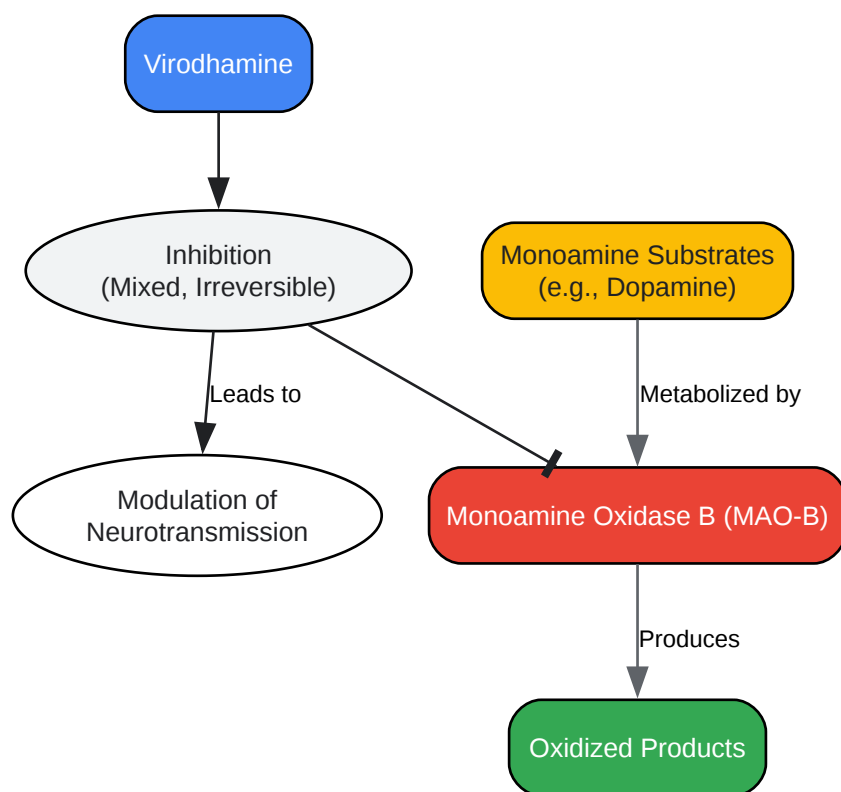 Virodhamine
Inhibition
(Mixed, Irreversible)
Monoamine Substrates
(e.g., Dopamine)
Leads to
Metabolized by
Modulation of
Neurotransmission
Monoamine Oxidase B (MAO-B)
Produces
Oxidized Products